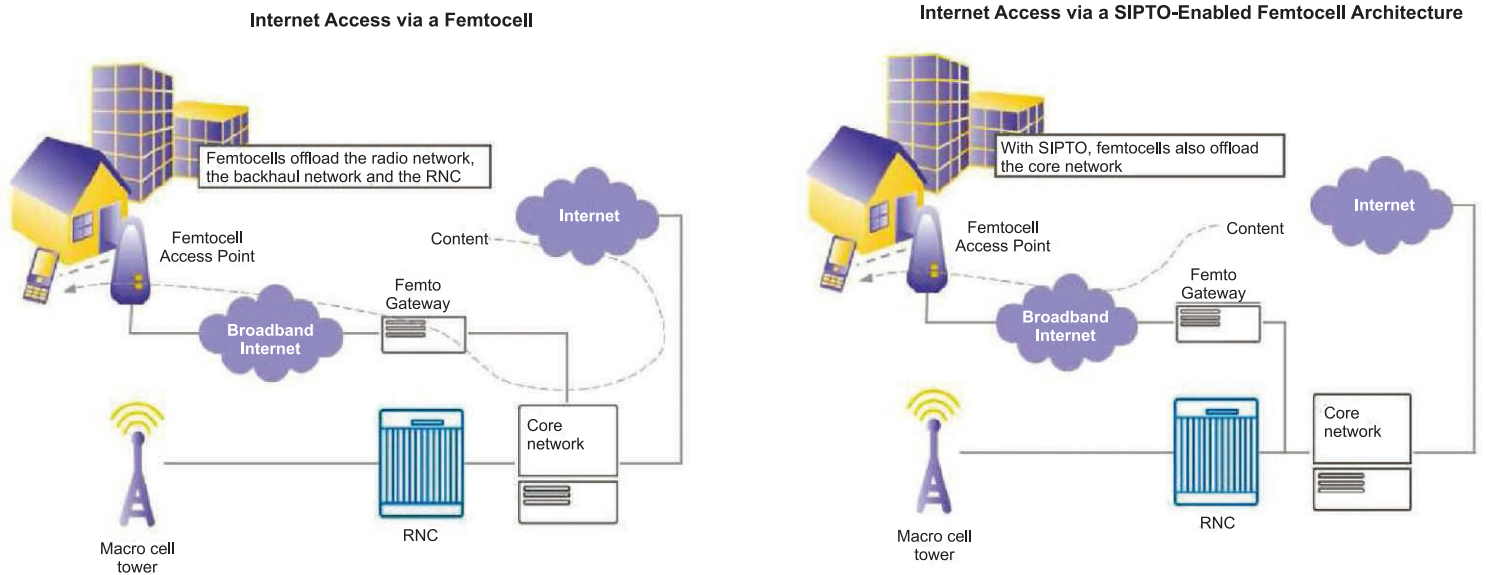 Internet Access via a Femtocell
Femtocells offload the radio network,
the backhaul network and the RNC
Internet
Content
Femtocell
Access Point
Femto
Gateway
Broadband
Internet
Core
network
RNC
Macro cell
tower
Internet Access via a SIPTO-Enabled Femtocell Architecture
With SIPTO, femtocells also offload
the core network
Internet
Content
Femtocell
Access Point
Femto
Gateway
Broadband
Internet
Core
network
RNC
Macro cell
tower